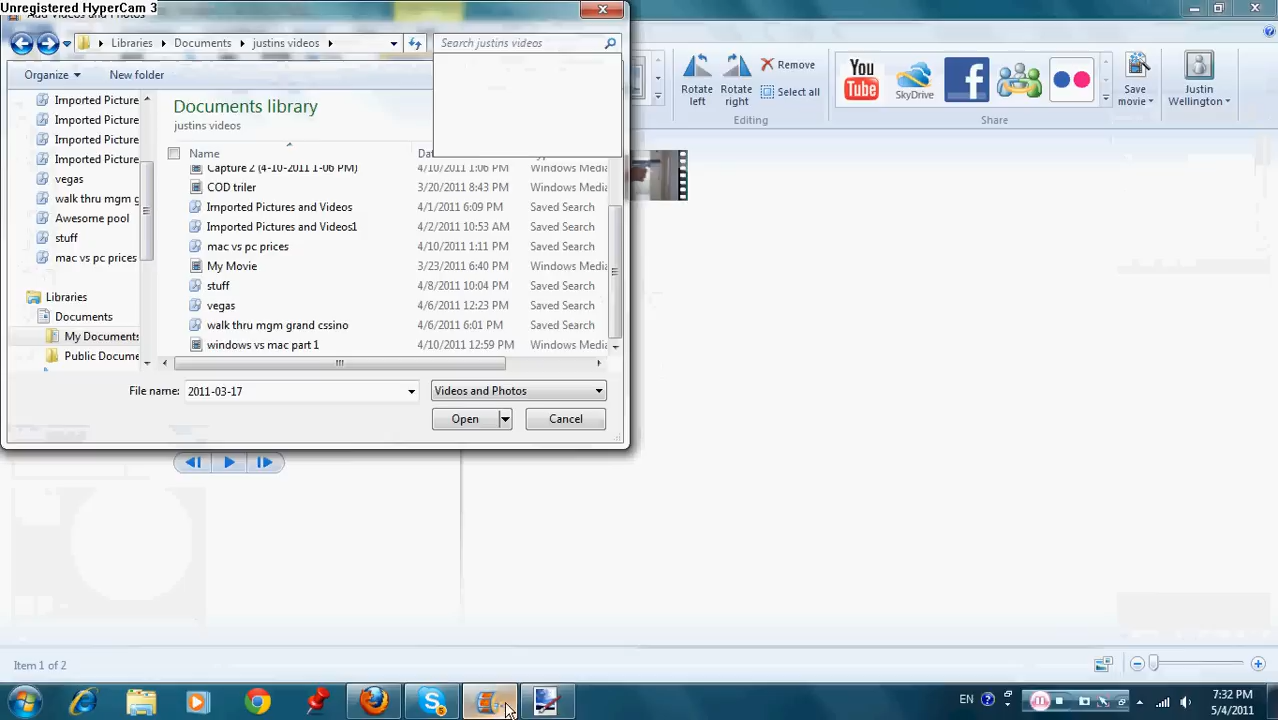 Unregistered HyperCam 3
Add Videos and Photos
Libraries Documents justins videos Search justins videos
Organize New folder
Documents library
justins videos
Name
Imported Picture
Imported Picture
Imported Picture
Imported Picture
vegas
walk thru mgm g
Awesome pool
stuff
mac vs pc prices
Libraries
Documents
My Documents
Public Docume
Capture 2 (4-10-2011 1-06 PM) 4/10/2011 1:06 PM Windows Media
COD triler 3/20/2011 8:43 PM Windows Media
Imported Pictures and Videos 4/1/2011 6:09 PM Saved Search
Imported Pictures and Videos1 4/2/2011 10:53 AM Saved Search
mac vs pc prices 4/10/2011 1:11 PM Saved Search
My Movie 3/23/2011 6:40 PM Windows Media
stuff 4/8/2011 10:04 PM Saved Search
vegas 4/6/2011 12:23 PM Saved Search
walk thru mgm grand cssino 4/6/2011 6:01 PM Saved Search
windows vs mac part 1 4/10/2011 12:59 PM Windows Media
File name: 2011-03-17 Videos and Photos
Open Cancel
Rotate left
Rotate right
Remove
Select all
Editing
You Tube
SkyDrive
Share
Save movie
Justin Wellington
Item 1 of 2
EN
7:32 PM
5/4/2011